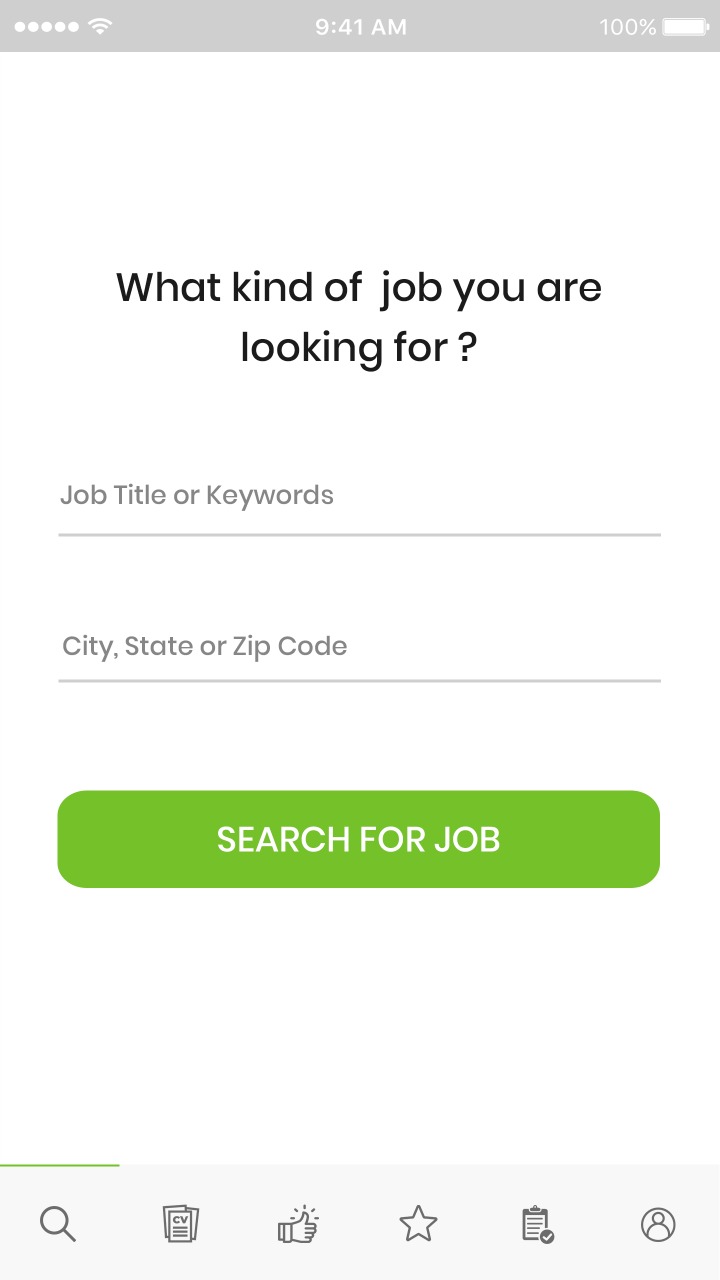 9:41 AM
100%
What kind of job you are
looking for ?
Job Title or Keywords
City, State or Zip Code
SEARCH FOR JOB
CV